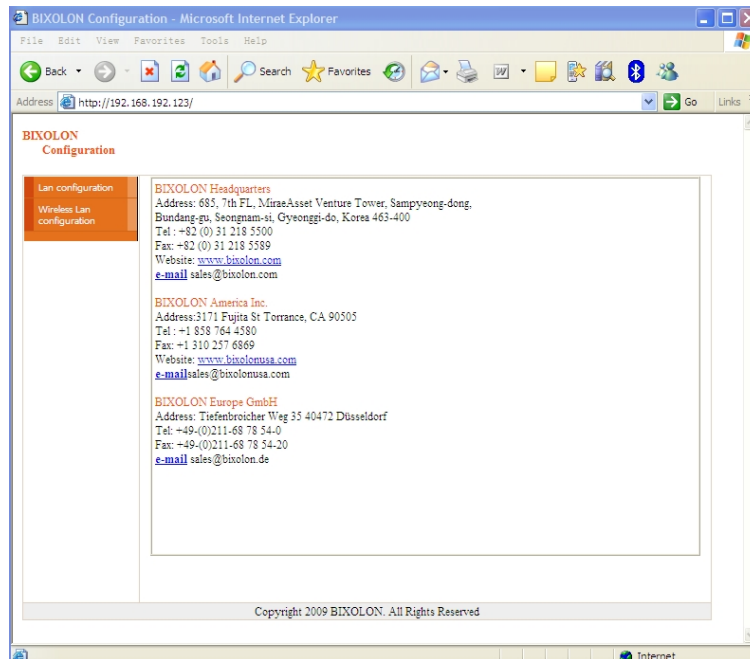 BIXOLON Configuration - Microsoft Internet Explorer
File Edit View Favorites Tools Help
Back Search Favorites
Address http://192.168.192.123/ Go Links
BIXOLON
Configuration
Lan configuration
Wireless Lan
configuration
BIXOLON Headquarters
Address: 685, 7th FL, MiraeAsset Venture Tower, Sampyeong-dong,
Bundang-gu, Seongnam-si, Gyeonggi-do, Korea 463-400
Tel : +82 (0) 31 218 5500
Fax: +82 (0) 31 218 5589
Website: www.bixolon.com
e-mail sales@bixolon.com
BIXOLON America Inc.
Address:3171 Fujita St Torrance, CA 90505
Tel : +1 858 764 4580
Fax: +1 310 257 6869
Website: www.bixolonusa.com
e-mailsales@bixolonusa.com
BIXOLON Europe GmbH
Address: Tiefenbroicher Weg 35 40472 Düsseldorf
Tel: +49-(0)211-68 78 54-0
Fax: +49-(0)211-68 78 54-20
e-mail sales@bixolon.de
Copyright 2009 BIXOLON. All Rights Reserved
Internet